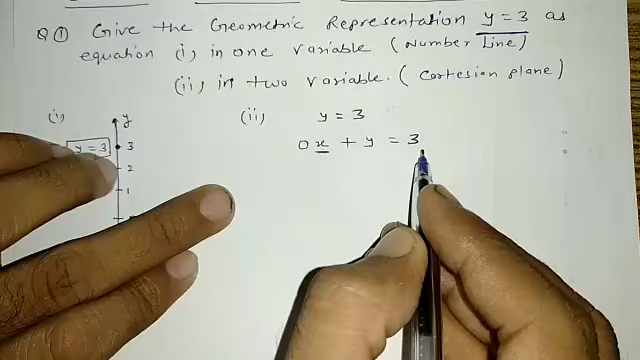 Q ① Give the Geometric Representation y = 3 as
equation (i) in one variable (Number Line)
(ii) in two variable. (Cartesian plane)
(i)
y
y = 3
3
2
1
(ii) y = 3
0x + y = 3